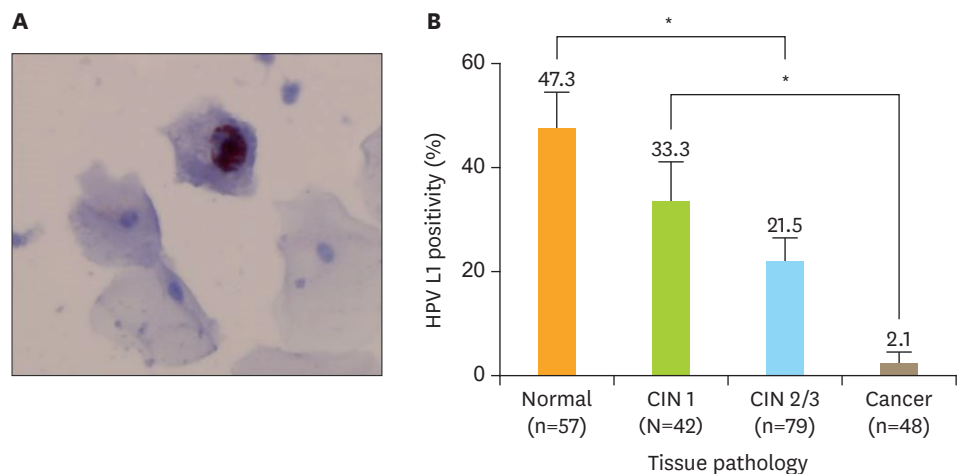 A
B
*
*
HPV L1 positivity (%)
60
40
20
0
47.3
33.3
21.5
2.1
Normal
(n=57)
CIN 1
(N=42)
CIN 2/3
(n=79)
Cancer
(n=48)
Tissue pathology